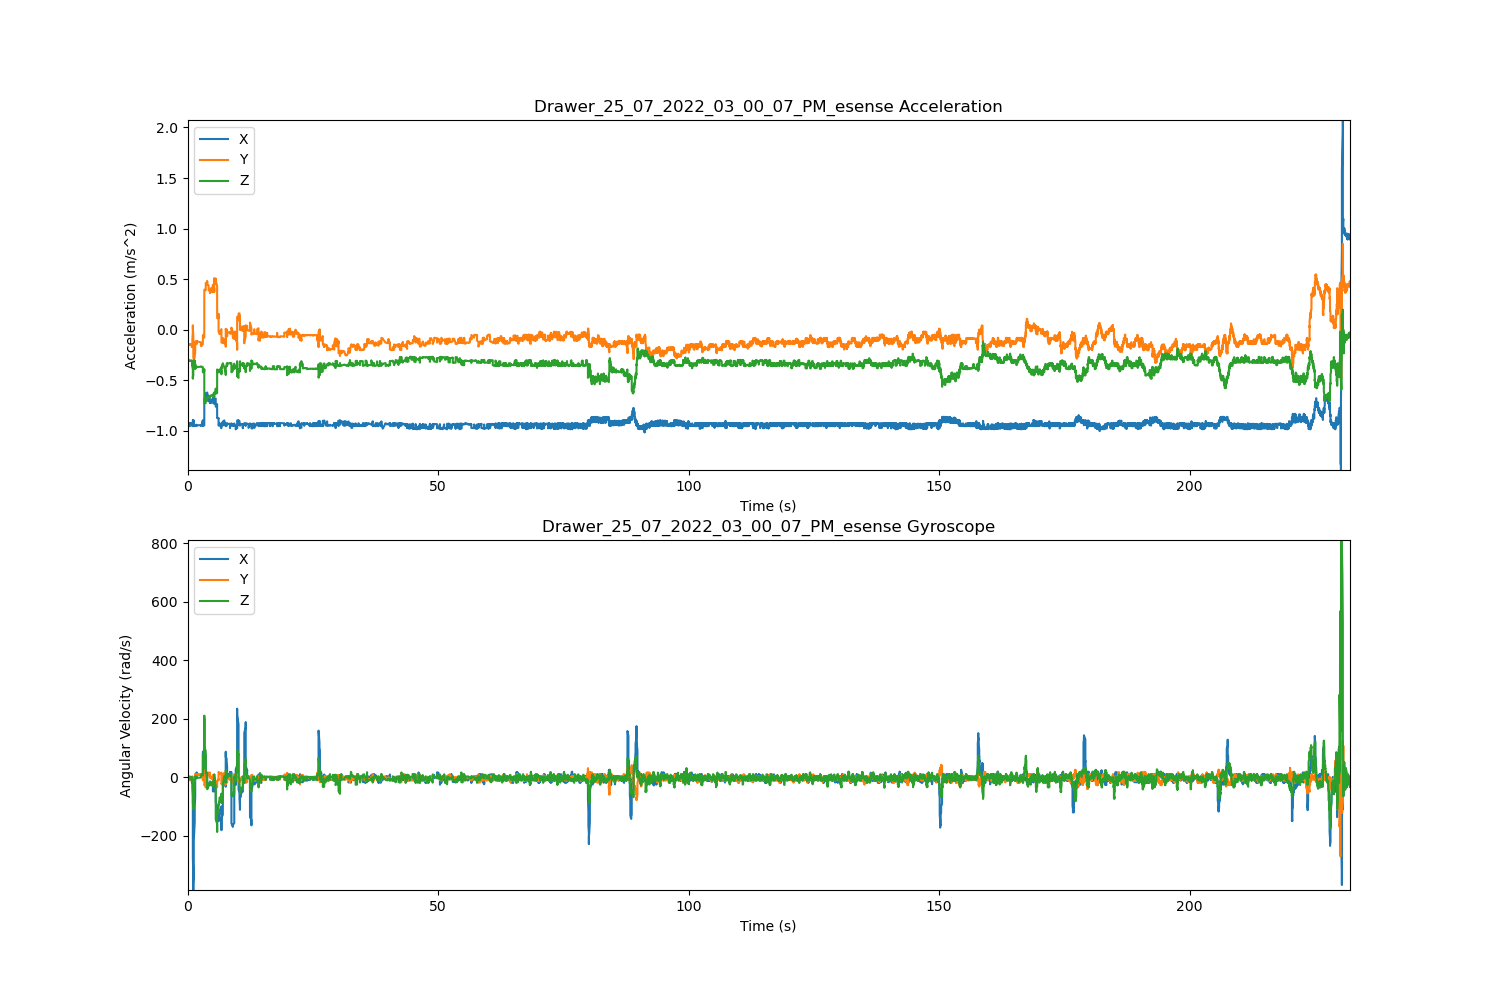 Drawer_25_07_2022_03_00_07_PM_esense Acceleration
2.0
1.5
1.0
0.5
0.0
−0.5
−1.0
Acceleration (m/s^2)
X
Y
Z
0
50
100
150
200
Time (s)
Drawer_25_07_2022_03_00_07_PM_esense Gyroscope
800
600
400
200
0
−200
Angular Velocity (rad/s)
X
Y
Z
0
50
100
150
200
Time (s)